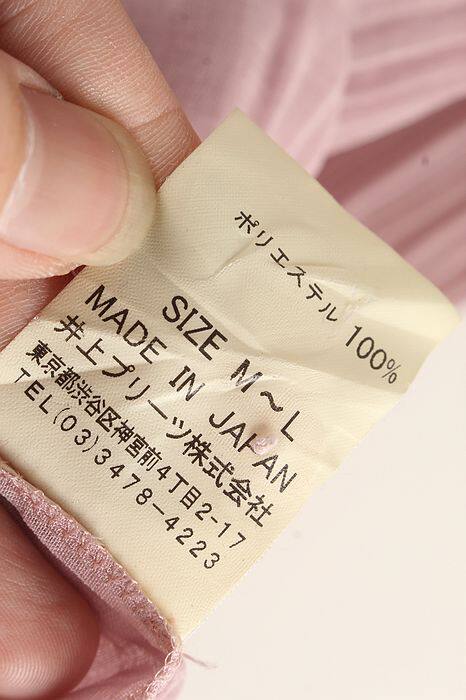 ポリエステル 100%
SIZE M〜L
MADE IN JAPAN
井上プリーツ株式会社
東京都渋谷区神宮前4丁目2-17
TEL(03)3478-4223